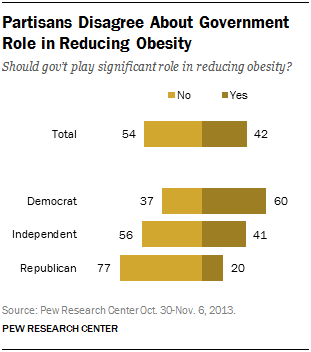 Partisans Disagree About Government
Role in Reducing Obesity
Should gov't play significant role in reducing obesity?
No Yes
Total 54 42
Democrat 37 60
Independent 56 41
Republican 77 20
Source: Pew Research Center Oct. 30-Nov. 6, 2013.
PEW RESEARCH CENTER